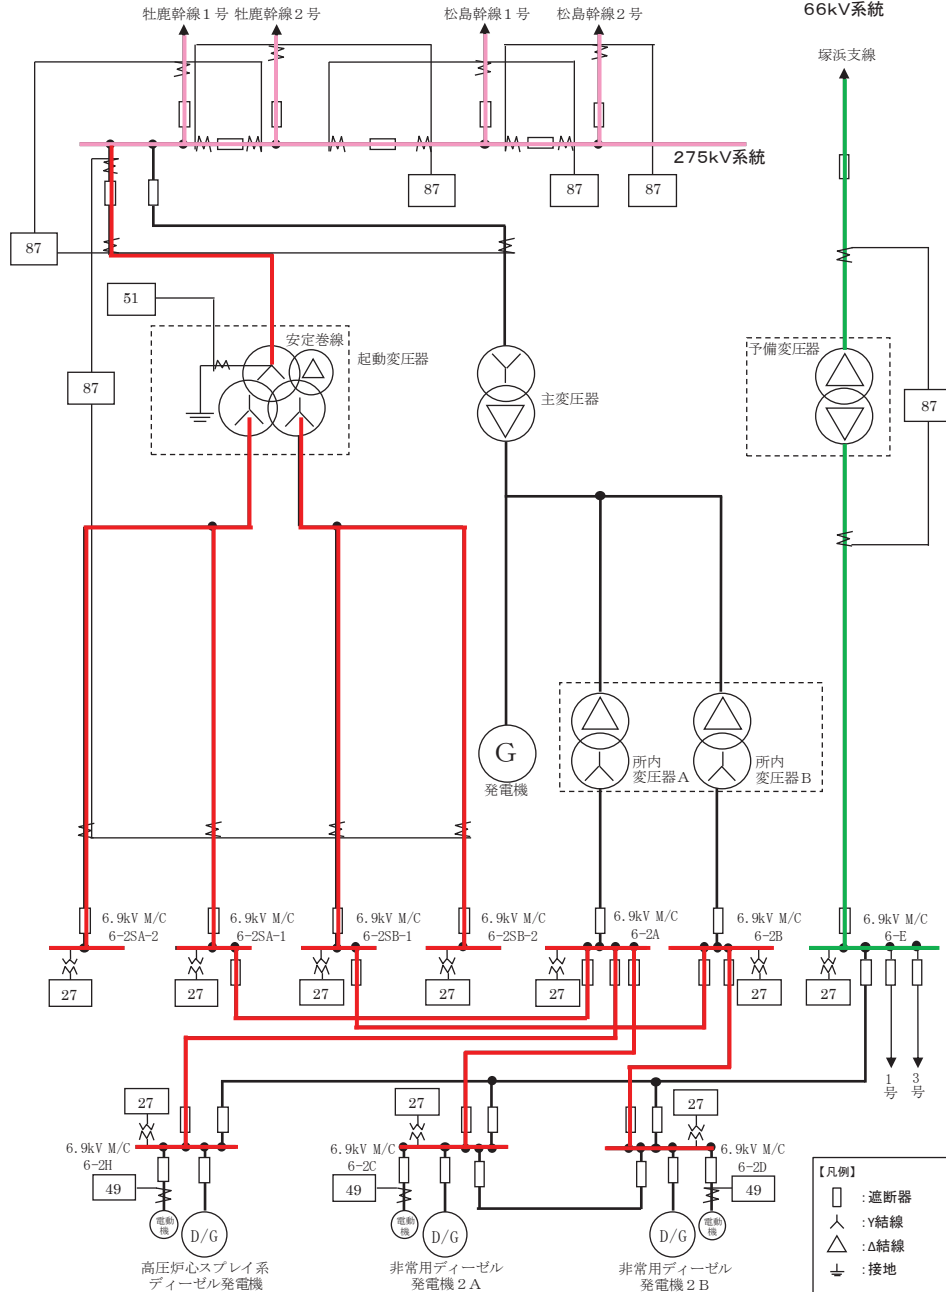 66kV系統
牡鹿幹線1号 牡鹿幹線2号 松島幹線1号 松島幹線2号
塚浜支線
275kV系統
87 87 87
87
51
安定巻線
起動変圧器
予備変圧器
87
主変圧器
87
G
発電機
所内
変圧器A
所内
変圧器B
6.9kV M/C
6-2SA-2
6.9kV M/C
6-2SA-1
6.9kV M/C
6-2SB-1
6.9kV M/C
6-2SB-2
6.9kV M/C
6-2A
6.9kV M/C
6-2B
6.9kV M/C
6-E
27 27 27 27 27 27 27
1号
3号
27 27 27
6.9kV M/C
6-2H
6.9kV M/C
6-2C
6.9kV M/C
6-2D
49 49 49
電動機
D/G
電動機
D/G
D/G
電動機
高圧炉心スプレイ系
ディーゼル発電機
非常用ディーゼル
発電機2A
非常用ディーゼル
発電機2B
【凡例】
:遮断器
:Y結線
:Δ結線
:接地